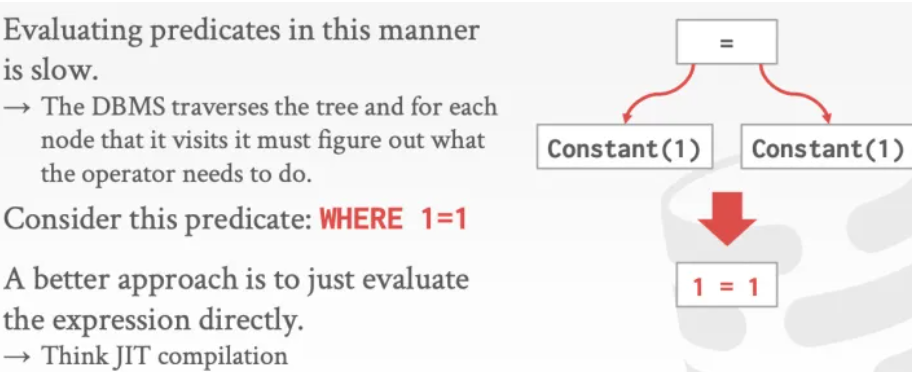 Evaluating predicates in this manner
is slow.
→ The DBMS traverses the tree and for each
node that it visits it must figure out what
the operator needs to do.
Consider this predicate: WHERE 1=1
A better approach is to just evaluate
the expression directly.
→ Think JIT compilation
=
Constant(1) Constant(1)
1 = 1